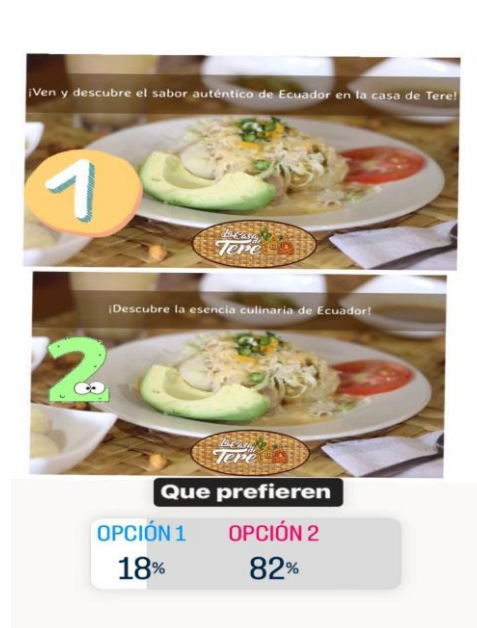 ¡Ven y descubre el sabor auténtico de Ecuador en la casa de Tere!
1
La Casa
de
Tere
¡Descubre la esencia culinaria de Ecuador!
2
La Casa
de
Tere
Que prefieren
OPCIÓN 1 OPCIÓN 2
18% 82%